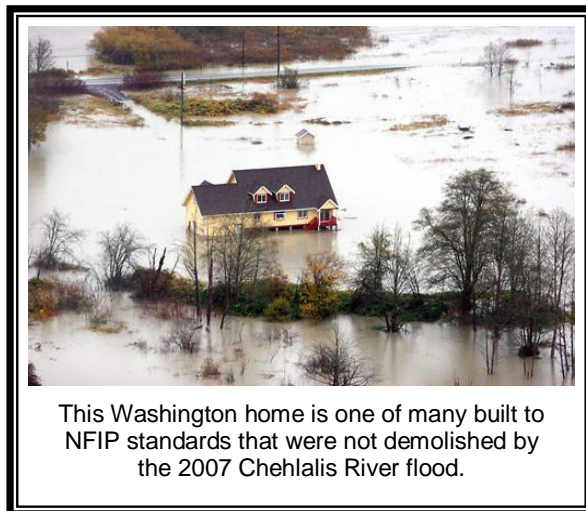 This Washington home is one of many built to
NFIP standards that were not demolished by
the 2007 Chehlalis River flood.